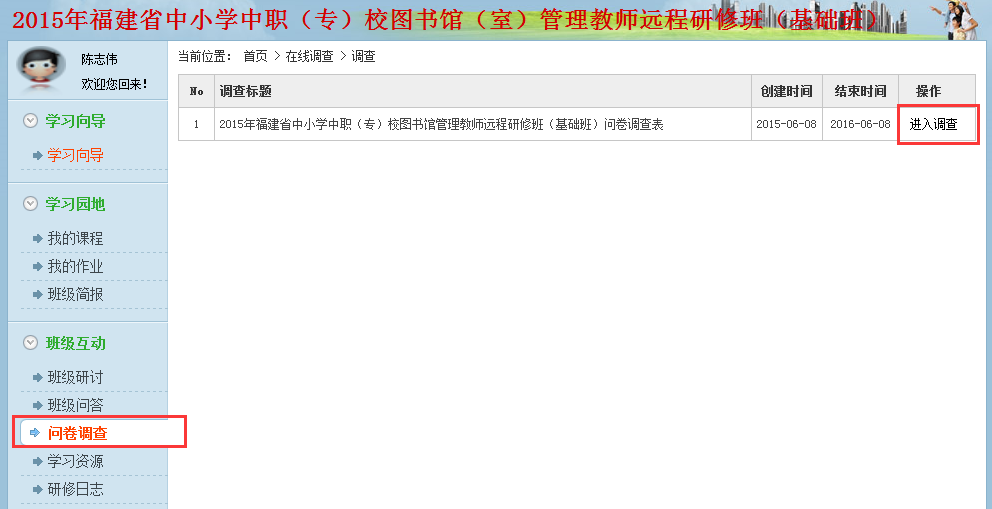 2015年福建省中小学中职（专）校图书馆（室）管理教师远程研修班（基础班）
陈志伟
欢迎您回来!
学习向导
学习向导
学习园地
我的课程
我的作业
班级简报
班级互动
班级研讨
班级问答
问卷调查
学习资源
研修日志
当前位置： 首页 > 在线调查 > 调查
No 调查标题 创建时间 结束时间 操作
1 2015年福建省中小学中职（专）校图书馆管理教师远程研修班（基础班）问卷调查表 2015-06-08 2016-06-08 进入调查